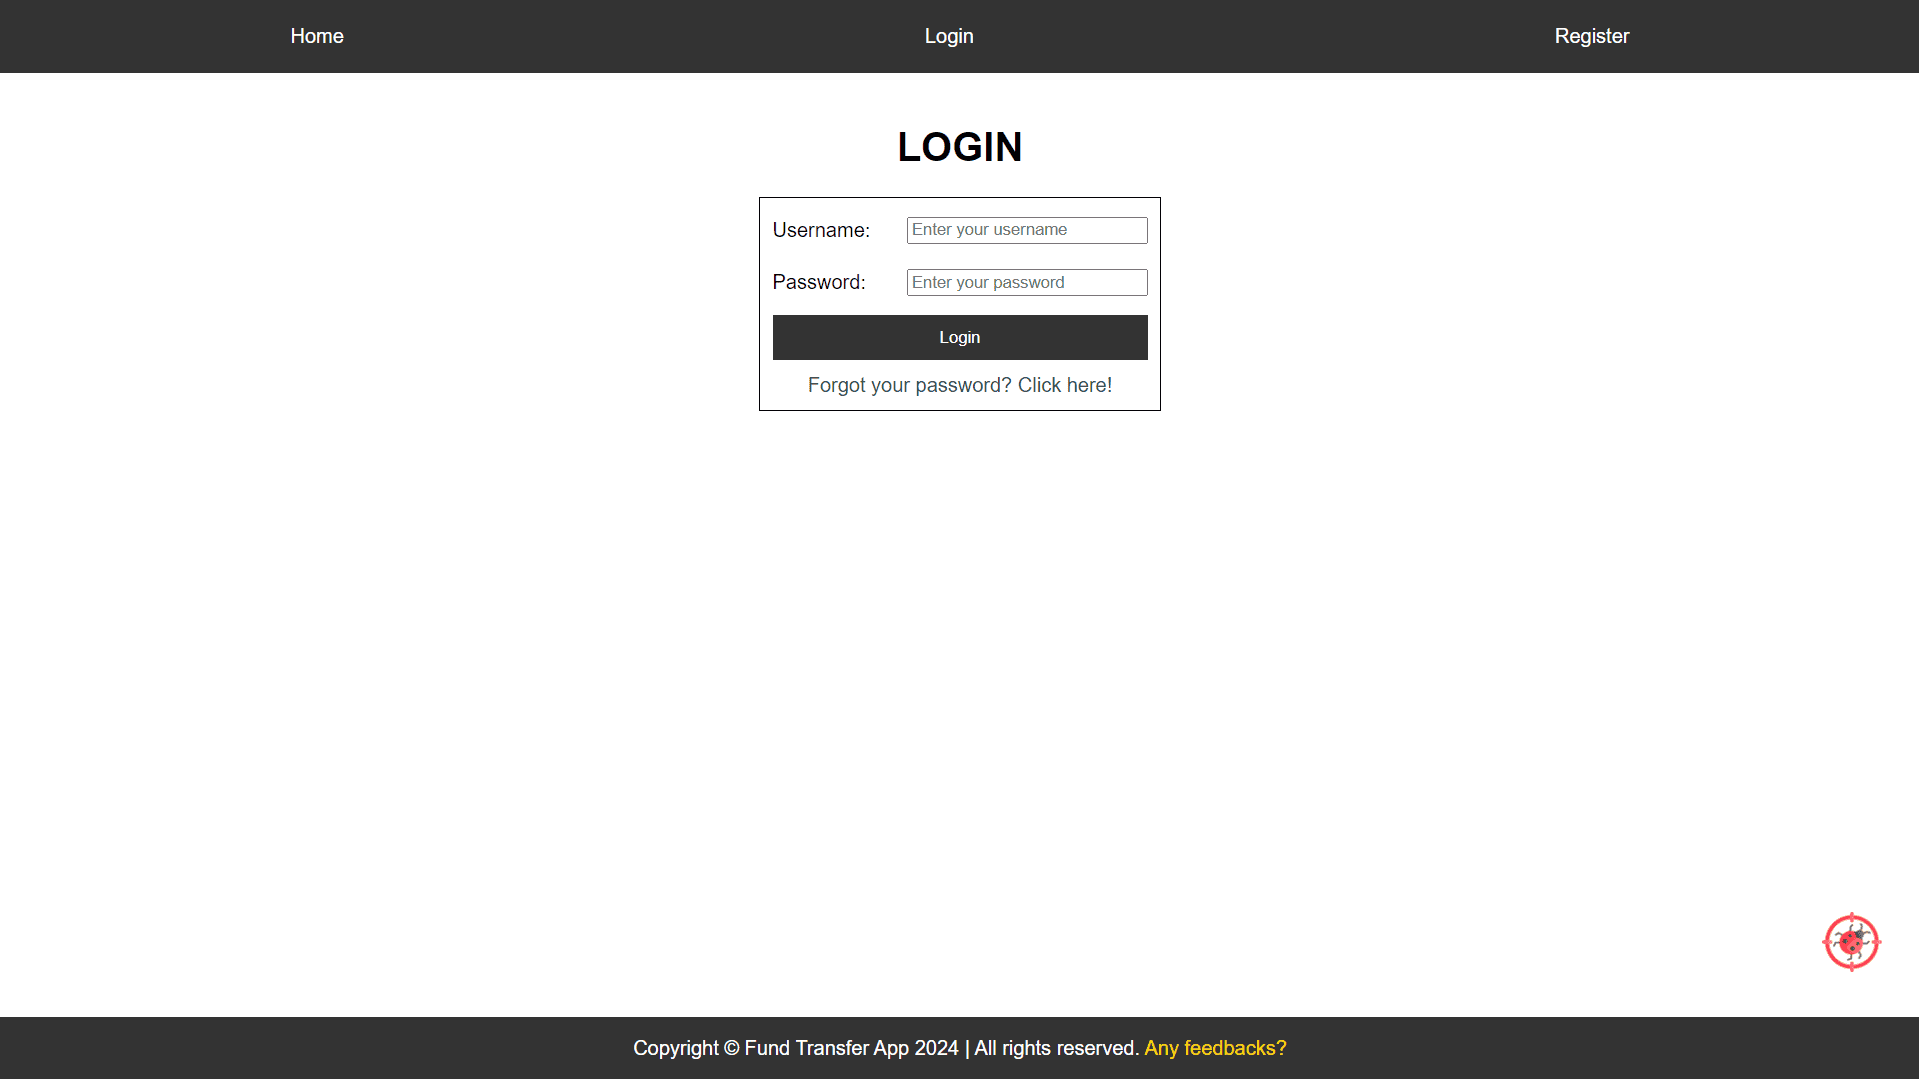 Home Login Register
LOGIN
Username: Enter your username
Password: Enter your password
Login
Forgot your password? Click here!
Copyright © Fund Transfer App 2024 | All rights reserved. Any feedbacks?